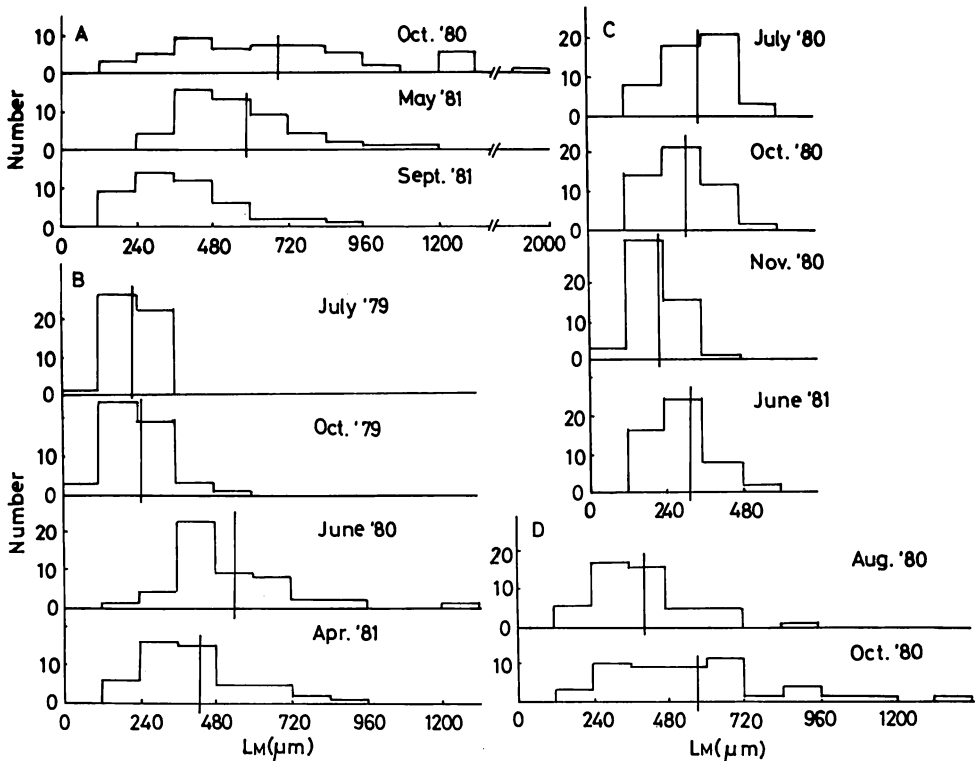 A
Oct. '80
10
0
May '81
10
0
Sept. '81
10
0
Number
0 240 480 720 960 1200 2000
B
July '79
20
10
0
Oct. '79
10
0
June '80
20
10
0
Apr. '81
10
0
Number
0 240 480 720 960 1200
LM(µm)
C
July '80
20
10
0
Oct. '80
20
10
0
Nov. '80
20
10
0
June '81
20
10
0
0 240 480
D
Aug. '80
20
10
0
Oct. '80
10
0 240 480 720 960 1200
LM(µm)